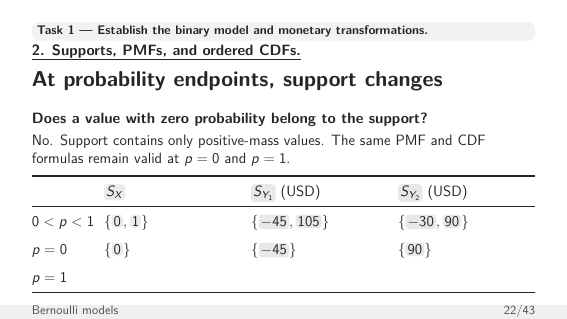 Task 1 — Establish the binary model and monetary transformations.
2. Supports, PMFs, and ordered CDFs.
At probability endpoints, support changes
Does a value with zero probability belong to the support?
No. Support contains only positive-mass values. The same PMF and CDF
formulas remain valid at p = 0 and p = 1.
S_X S_{Y_1} (USD) S_{Y_2} (USD)
0 < p < 1 {0, 1} {−45, 105} {−30, 90}
p = 0 {0} {−45} {90}
p = 1
Bernoulli models 22/43